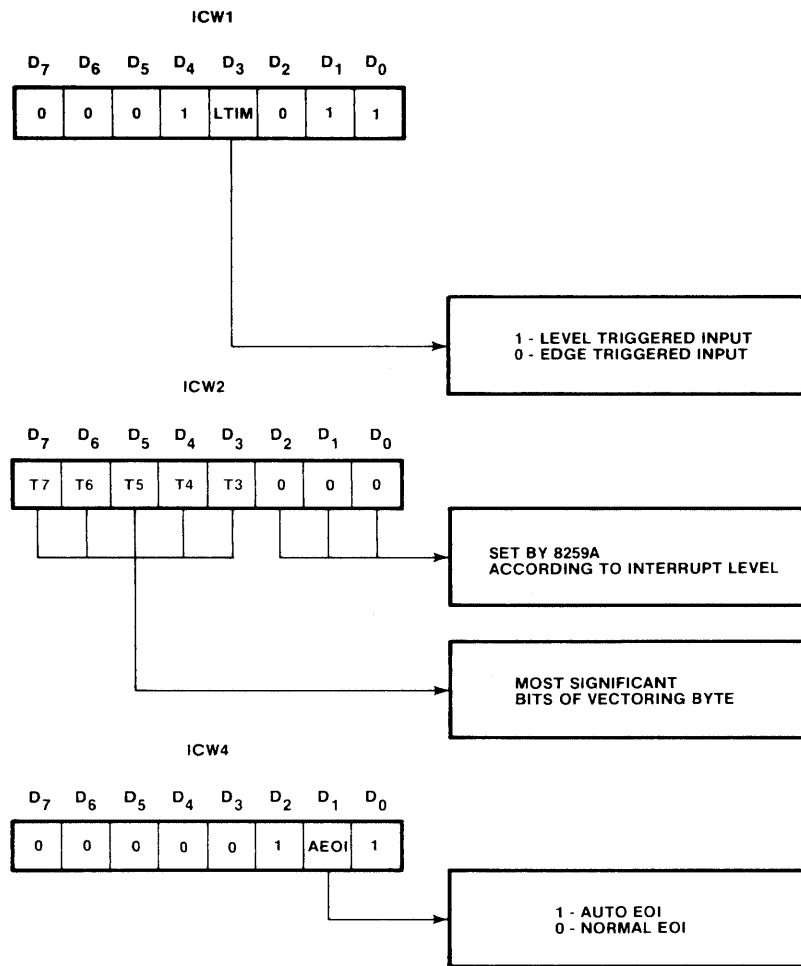 ICW1
D7 D6 D5 D4 D3 D2 D1 D0
0 0 0 1 LTIM 0 1 1
1 - LEVEL TRIGGERED INPUT
0 - EDGE TRIGGERED INPUT
ICW2
D7 D6 D5 D4 D3 D2 D1 D0
T7 T6 T5 T4 T3 0 0 0
SET BY 8259A
ACCORDING TO INTERRUPT LEVEL
MOST SIGNIFICANT
BITS OF VECTORING BYTE
ICW4
D7 D6 D5 D4 D3 D2 D1 D0
0 0 0 0 0 1 AEOI 1
1 - AUTO EOI
0 - NORMAL EOI